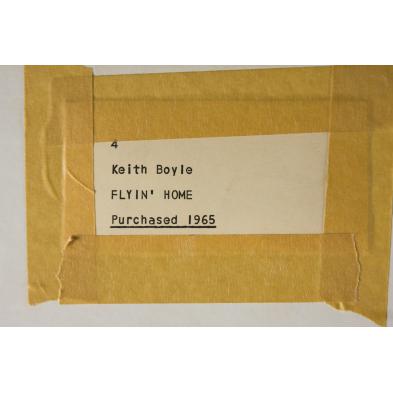 4
Keith Boyle
FLYIN' HOME
Purchased 1965